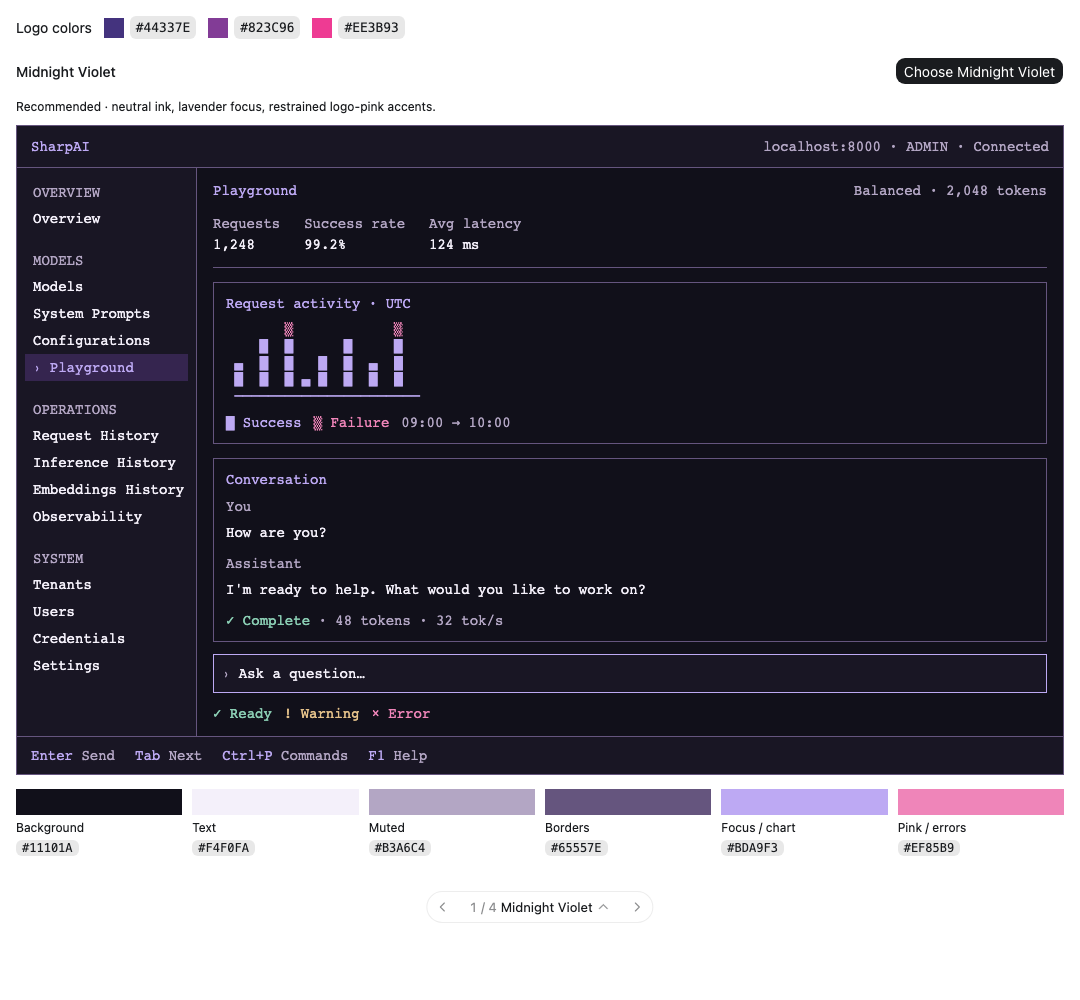 Logo colors #44337E #823C96 #EE3B93
Midnight Violet
Choose Midnight Violet
Recommended · neutral ink, lavender focus, restrained logo-pink accents.
SharpAI
localhost:8000 · ADMIN · Connected
OVERVIEW
Overview
MODELS
Models
System Prompts
Configurations
› Playground
OPERATIONS
Request History
Inference History
Embeddings History
Observability
SYSTEM
Tenants
Users
Credentials
Settings
Playground
Balanced · 2,048 tokens
Requests Success rate Avg latency
1,248 99.2% 124 ms
Request activity · UTC
Success Failure 09:00 → 10:00
Conversation
You
How are you?
Assistant
I'm ready to help. What would you like to work on?
✓ Complete · 48 tokens · 32 tok/s
› Ask a question…
✓ Ready ! Warning × Error
Enter Send Tab Next Ctrl+P Commands F1 Help
Background Text Muted Borders Focus / chart Pink / errors
#11101A #F4F0FA #B3A6C4 #65557E #BDA9F3 #EF85B9
1 / 4 Midnight Violet